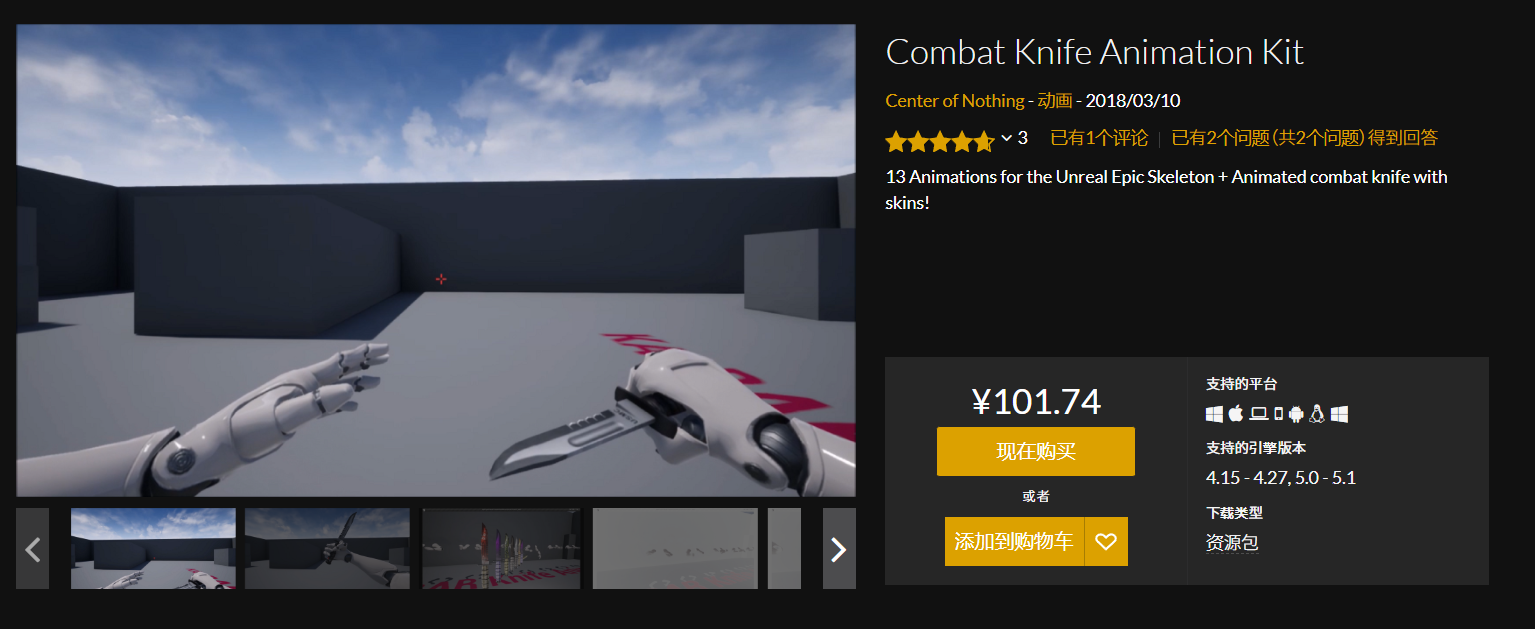 Combat Knife Animation Kit
Center of Nothing - 动画 - 2018/03/10
3 已有1个评论 | 已有2个问题(共2个问题)得到回答
13 Animations for the Unreal Epic Skeleton + Animated combat knife with
skins!
¥101.74
现在购买
或者
添加到购物车
支持的平台
支持的引擎版本
4.15 - 4.27, 5.0 - 5.1
下载类型
资源包